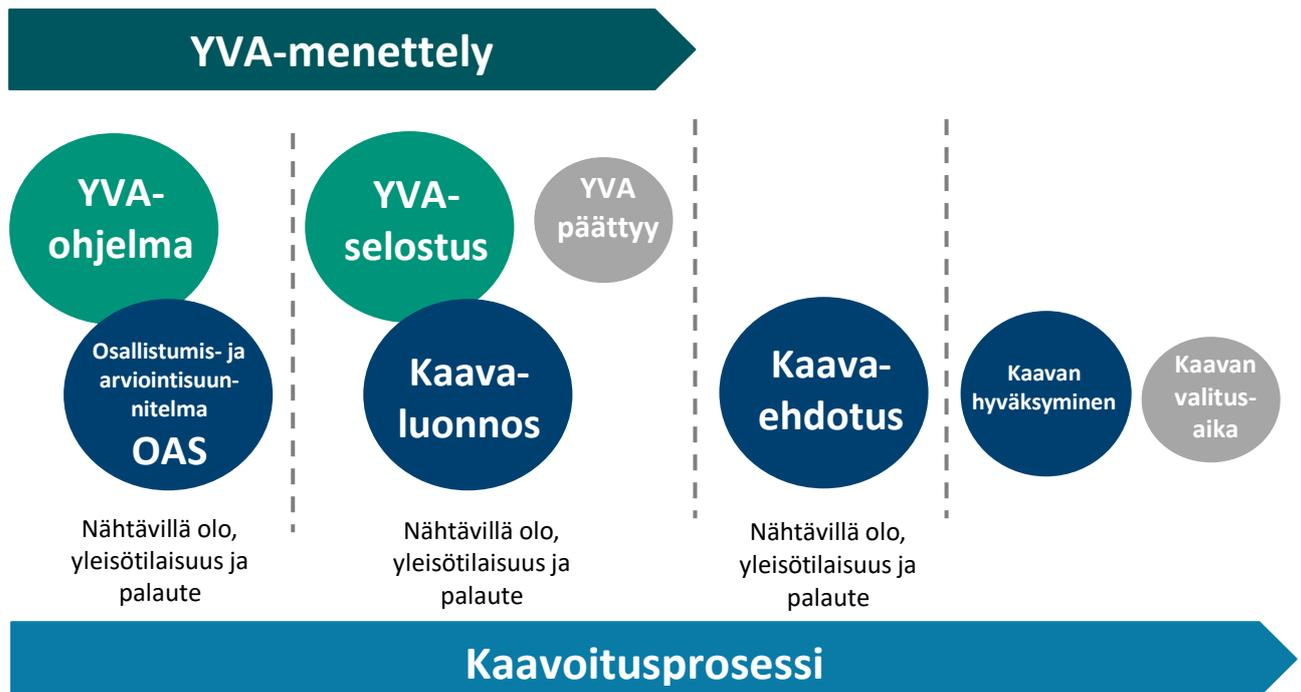 YVA-menettely
YVA-
ohjelma
YVA-
selostus
YVA
päättyy
Osallistumis- ja
arviointisuun-
nitelma
OAS
Kaava-
luonnos
Kaava-
ehdotus
Kaavan
hyväksyminen
Kaavan
valitus-
aika
Nähtävillä olo,
yleisötilaisuus ja
palaute
Nähtävillä olo,
yleisötilaisuus ja
palaute
Nähtävillä olo,
yleisötilaisuus ja
palaute
Kaavoitusprosessi